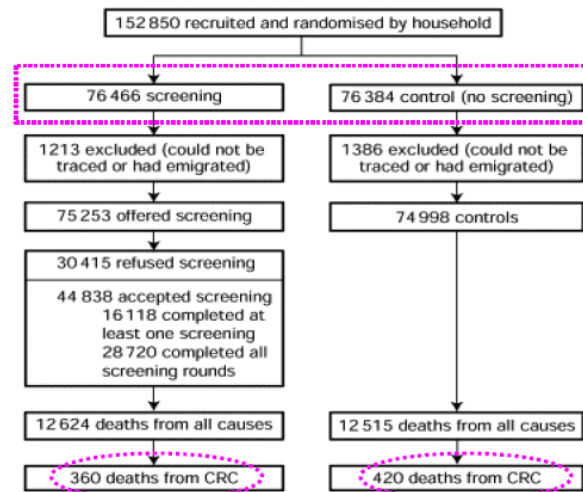 152 850 recruited and randomised by household
76 466 screening
76 384 control (no screening)
1213 excluded (could not be
traced or had emigrated)
1386 excluded (could not be
traced or had emigrated)
75 253 offered screening
74 998 controls
30 415 refused screening
44 838 accepted screening
16 118 completed at
least one screening
28 720 completed all
screening rounds
12 624 deaths from all causes
12 515 deaths from all causes
360 deaths from CRC
420 deaths from CRC